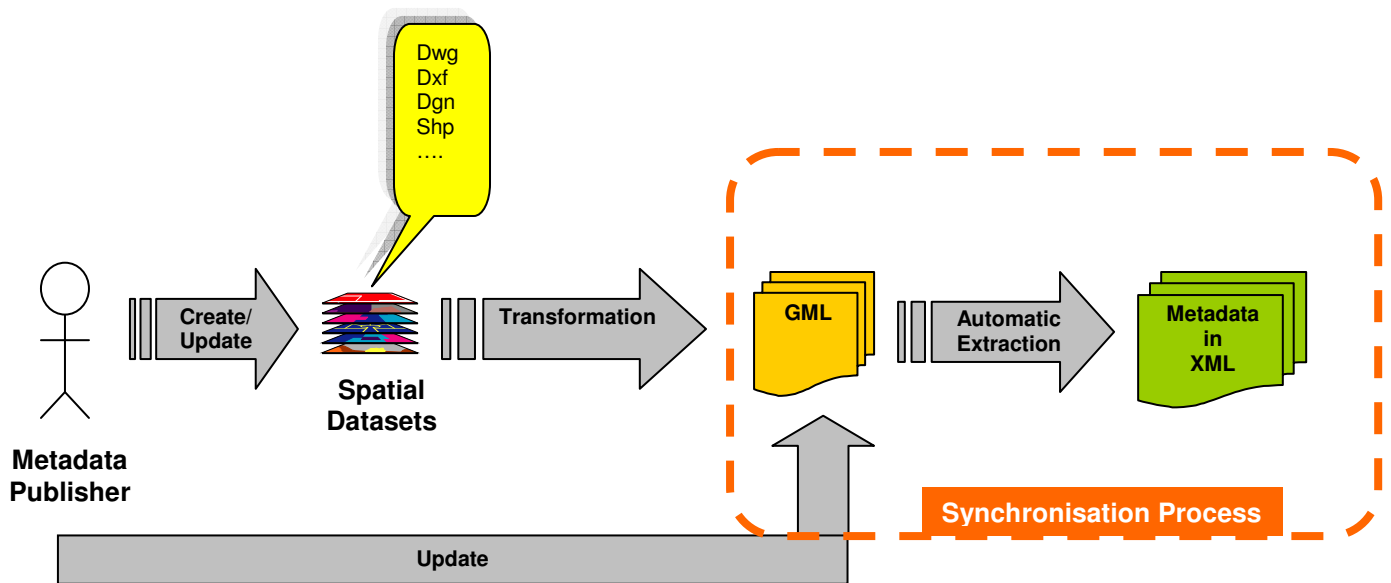 Dwg
Dxf
Dgn
Shp
....
Create/
Update
Transformation
GML
Automatic
Extraction
Metadata
in
XML
Spatial
Datasets
Metadata
Publisher
Synchronisation Process
Update